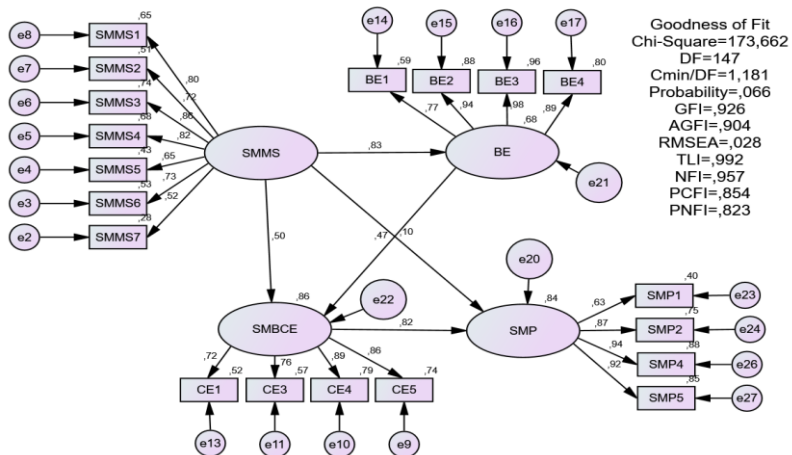 e14
e15
e16
e17
Goodness of Fit
Chi-Square=173,662
DF=147
Cmin/DF=1,181
Probability=,066
GFI=,926
AGFI=,904
RMSEA=,028
TLI=,992
NFI=,957
PCFI=,854
PNFI=,823
,65
e8
SMMS1
,51
e7
SMMS2
,74
e6
SMMS3
,68
e5
SMMS4
,43
e4
SMMS5
,53
e3
SMMS6
,28
e2
SMMS7
,80
,72
,86
,82
,65
,73
,52
SMMS
,59
BE1
,88
BE2
,96
BE3
,80
BE4
,77
,94
,98
,89
,68
BE
e21
,83
,50
,47
,10
e20
e22
,86
SMBCE
,82
,84
SMP
,63
,87
,94
,92
,40
SMP1
e23
,75
SMP2
e24
,88
SMP4
e26
,85
SMP5
e27
,72
,76
,89
,86
CE1
,52
CE3
,57
CE4
,79
CE5
,74
e13
e11
e10
e9